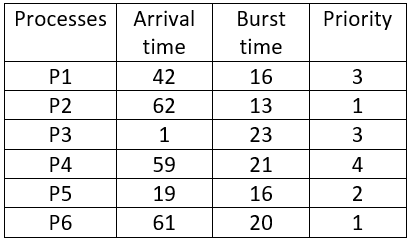 Processes Arrival time Burst time Priority
P1 42 16 3
P2 62 13 1
P3 1 23 3
P4 59 21 4
P5 19 16 2
P6 61 20 1